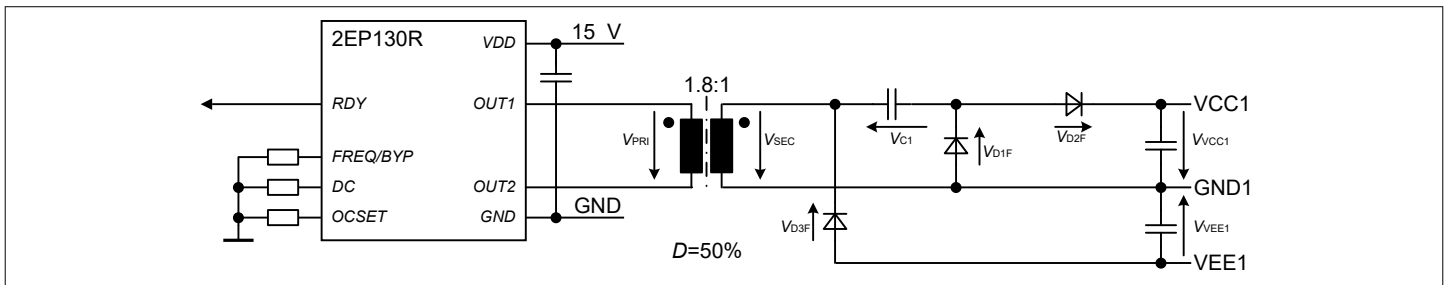 2EP130R
VDD
15 V
1.8:1
RDY
OUT1
VCC1
VPRI
VSEC
VC1
VD1F
VD2F
VVCC1
FREQ/BYP
DC
OUT2
GND1
OCSET
GND
VD3F
VVEE1
D=50%
VEE1